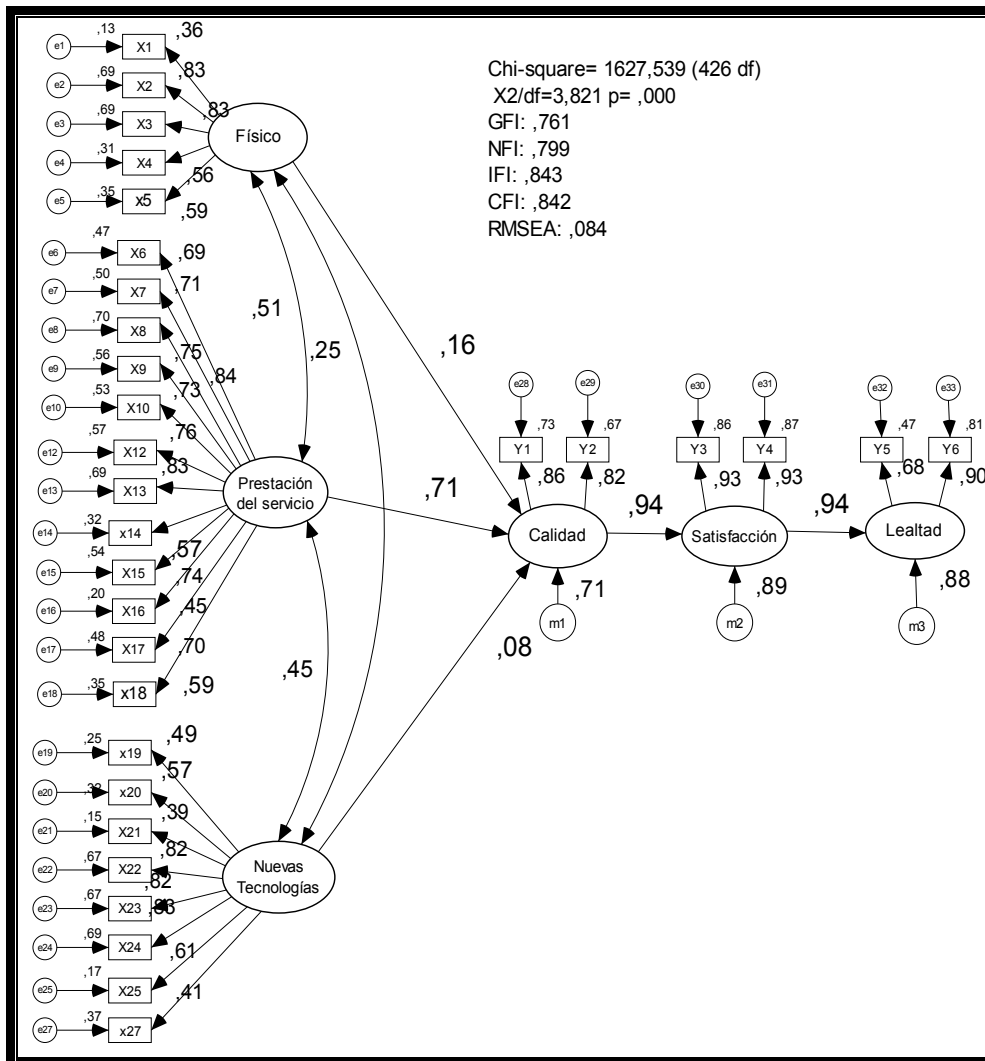 ,13
,36
e1
X1
,69
,83
e2
X2
,69
,83
e3
X3
,31
e4
X4
,56
,35
e5
x5
,59
Físico
Chi-square= 1627,539 (426 df)
X2/df=3,821 p= ,000
GFI: ,761
NFI: ,799
IFI: ,843
CFI: ,842
RMSEA: ,084
,47
e6
X6
,69
,50
e7
X7
,71
,70
e8
X8
,75
,56
e9
X9
,84
,73
,53
e10
X10
,76
,57
e12
X12
,83
,69
e13
X13
,32
e14
x14
,57
,54
e15
X15
,74
,20
e16
X16
,45
,48
e17
X17
,70
,35
e18
x18
,59
Prestación
del servicio
,51
,25
,16
,71
,45
,08
,25
e19
x19
,49
,57
e20
x20
,39
,15
e21
X21
,82
,67
e22
X22
,82
,67
e23
X23
,69
e24
X24
,61
,17
e25
X25
,41
,37
e27
x27
Nuevas
Tecnologías
e28
e29
,73
,67
Y1
Y2
,86
,82
Calidad
,71
m1
,94
e30
e31
,86
,87
Y3
Y4
,93
,93
Satisfacción
,89
m2
,94
e32
e33
,47
,81
Y5
Y6
,68
,90
Lealtad
,88
m3